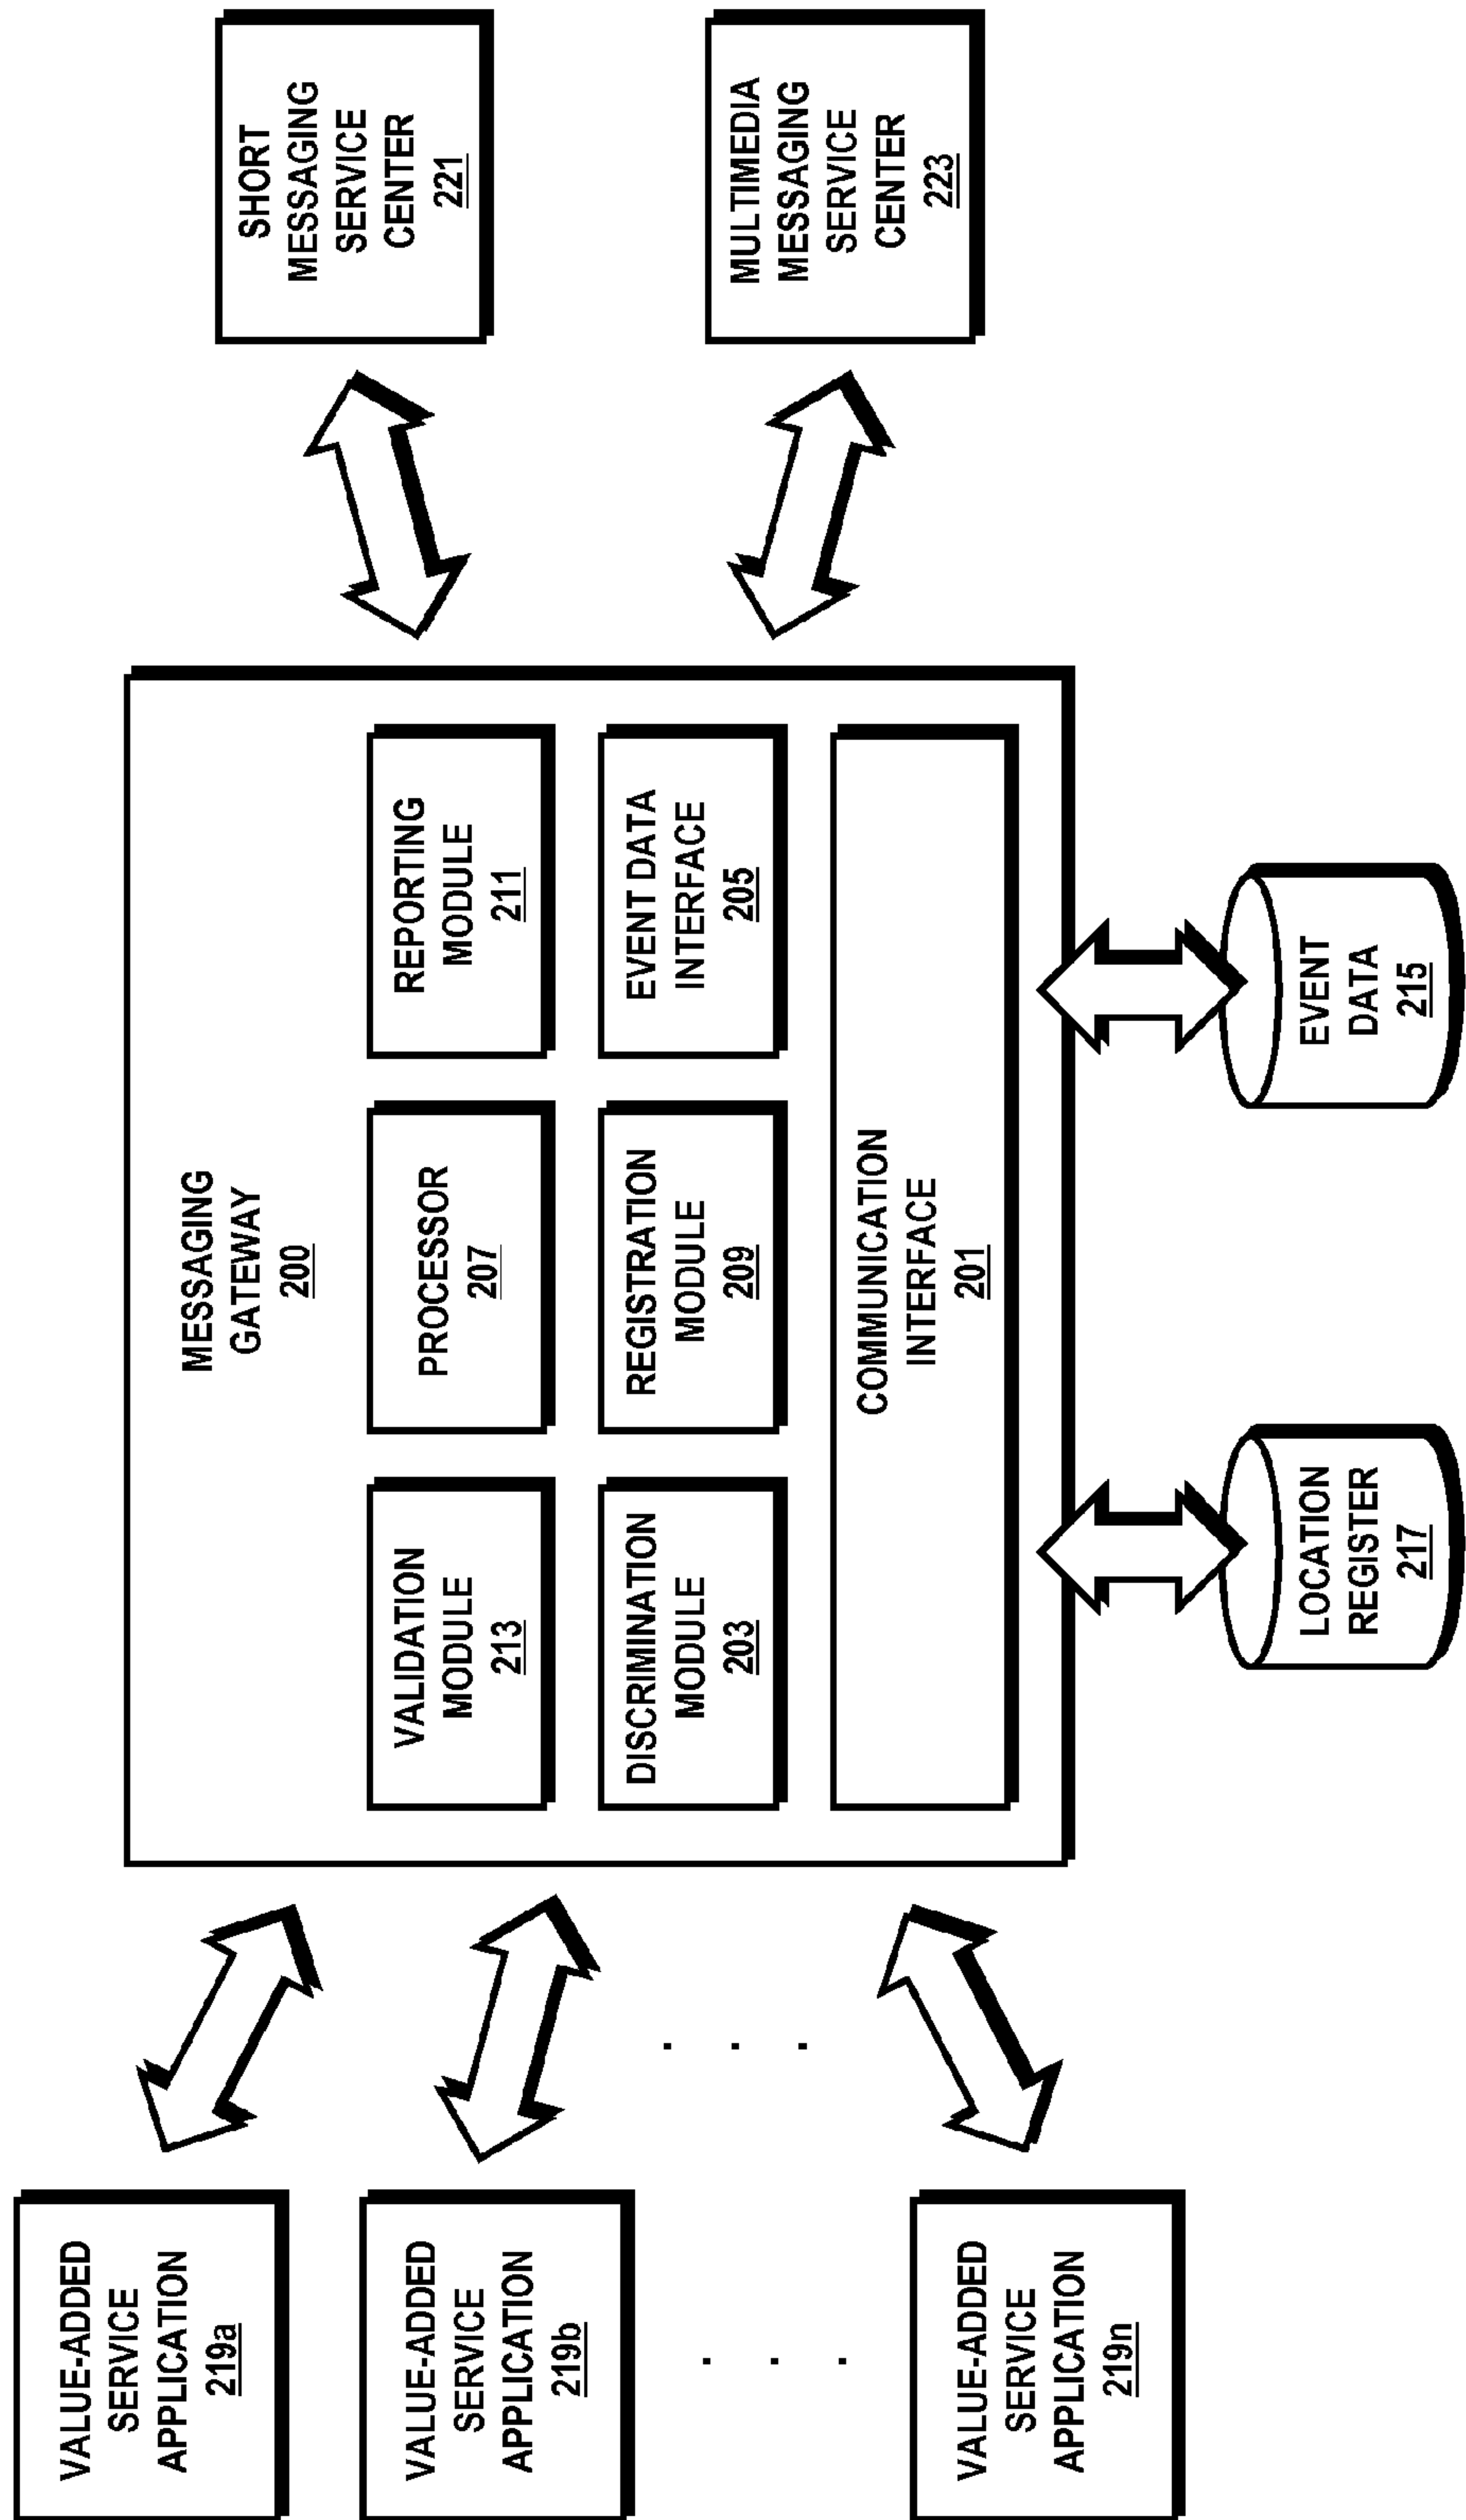 VALUE-ADDED
SERVICE
APPLICATION
219a
VALUE-ADDED
SERVICE
APPLICATION
219b
. . .
VALUE-ADDED
SERVICE
APPLICATION
219n
. . .
MESSAGING
GATEWAY
200
VALIDATION
MODULE
213
PROCESSOR
207
REPORTING
MODULE
211
DISCRIMINATION
MODULE
203
REGISTRATION
MODULE
209
EVENT DATA
INTERFACE
205
COMMUNICATION
INTERFACE
201
LOCATION
REGISTER
217
EVENT
DATA
215
SHORT
MESSAGING
SERVICE
CENTER
221
MULTIMEDIA
MESSAGING
SERVICE
CENTER
223